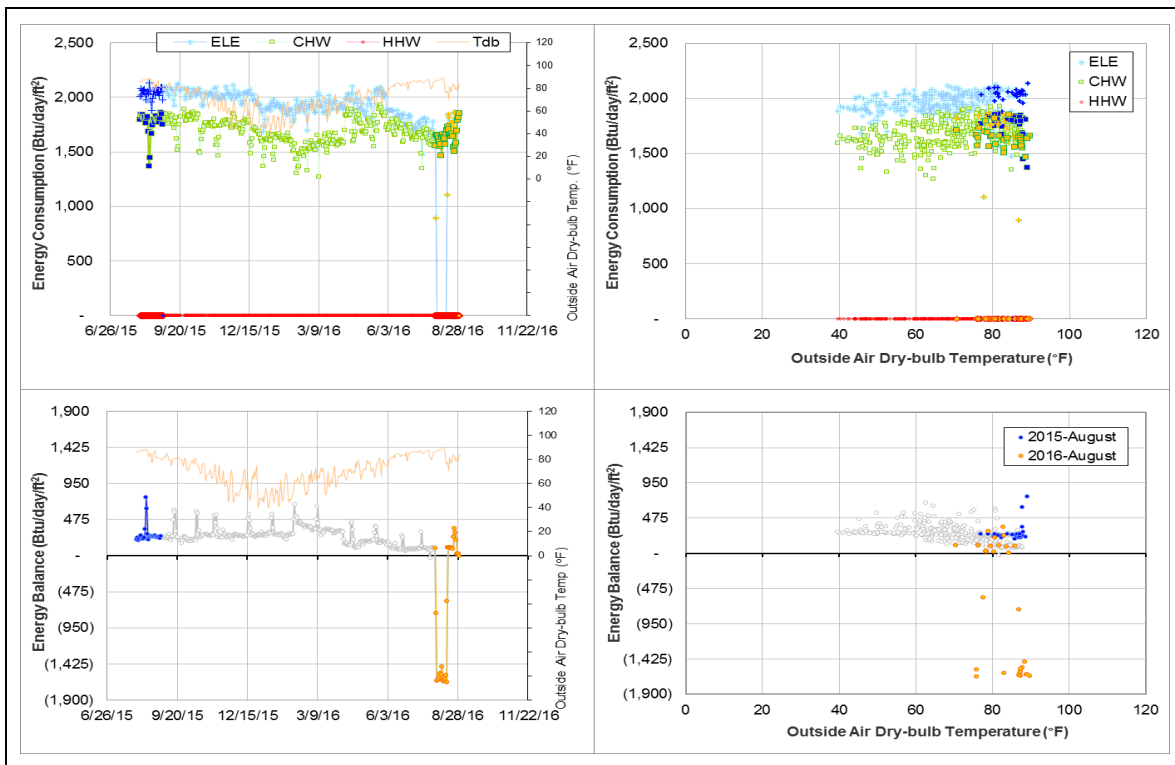 ELE CHW HHW Tdb
Energy Consumption (Btu/day/ft²)
2,500
2,000
1,500
1,000
500
-
120
100
80
60
40
20
0
Outside Air Dry-bulb Temp. (°F)
6/26/15 9/20/15 12/15/15 3/9/16 6/3/16 8/28/16 11/22/16
Energy Consumption (Btu/day/ft²)
2,500
2,000
1,500
1,000
500
-
ELE
CHW
HHW
0 20 40 60 80 100 120
Outside Air Dry-bulb Temperature (°F)
Energy Balance (Btu/day/ft²)
1,900
1,425
950
475
-
(475)
(950)
(1,425)
(1,900)
120
100
80
60
40
20
0
Outside Air Dry-bulb Temp (°F)
6/26/15 9/20/15 12/15/15 3/9/16 6/3/16 8/28/16 11/22/16
Energy Balance (Btu/day/ft²)
1,900
1,425
950
475
-
(475)
(950)
(1,425)
(1,900)
2015-August
2016-August
0 20 40 60 80 100 120
Outside Air Dry-bulb Temperature (°F)